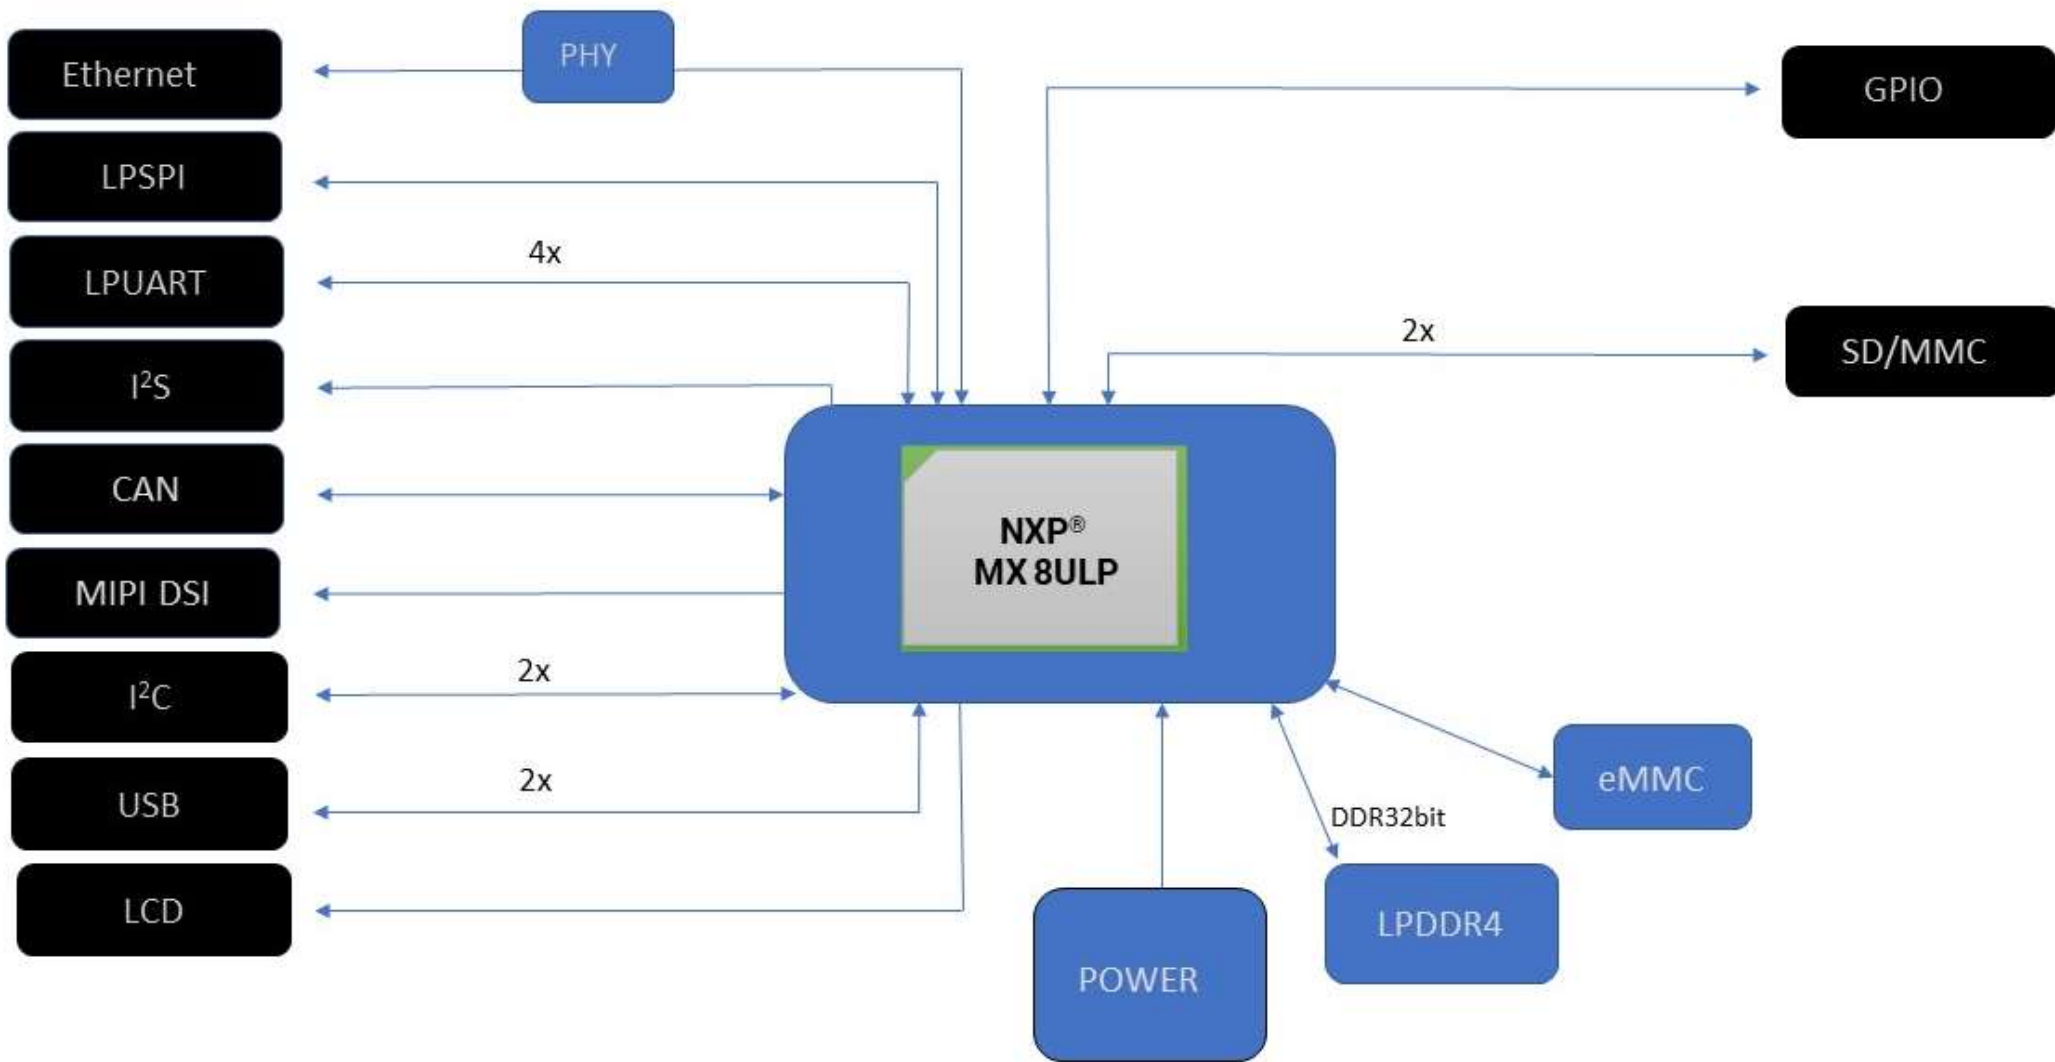 Ethernet
PHY
GPIO
LPSPI
4x
LPUART
2x
SD/MMC
I²S
CAN
NXP®
MX 8ULP
MIPI DSI
2x
I²C
2x
USB
eMMC
DDR32bit
LCD
LPDDR4
POWER